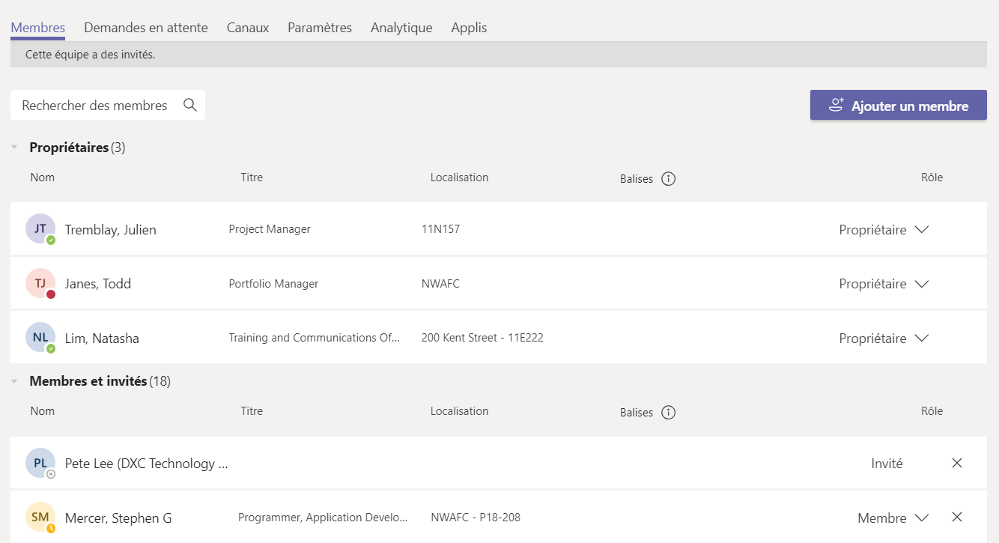 Membres Demandes en attente Canaux Paramètres Analytique Applis
Cette équipe a des invités.
Rechercher des membres Ajouter un membre
Propriétaires (3)
Nom Titre Localisation Balises Rôle
JT Tremblay, Julien Project Manager 11N157 Propriétaire
TJ Janes, Todd Portfolio Manager NWAFC Propriétaire
NL Lim, Natasha Training and Communications Of... 200 Kent Street - 11E222 Propriétaire
Membres et invités (18)
Nom Titre Localisation Balises Rôle
PL Pete Lee (DXC Technology ... Invité
SM Mercer, Stephen G Programmer, Application Develo... NWAFC - P18-208 Membre